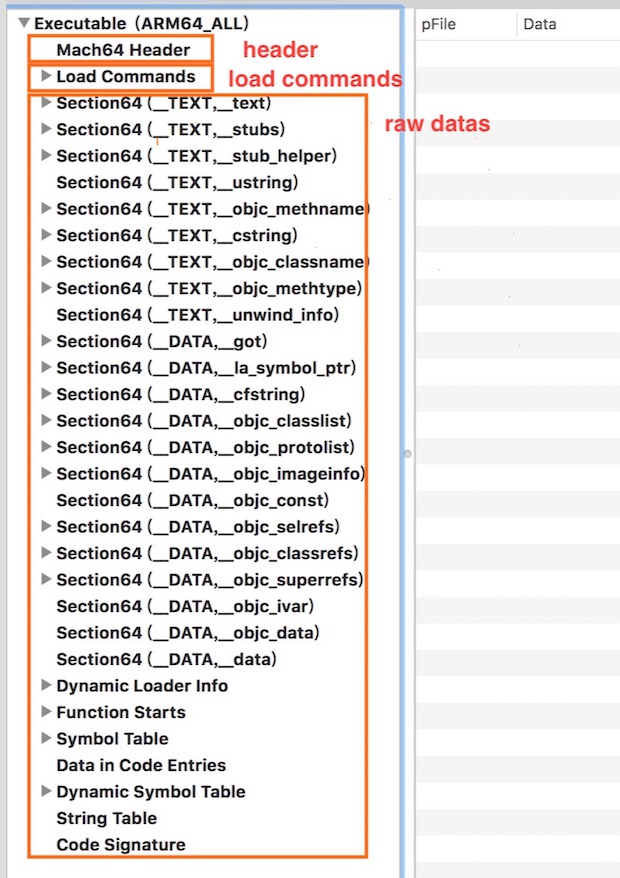 Executable (ARM64_ALL)
pFile
Data
Mach64 Header
header
Load Commands
load commands
Section64 (__TEXT,__text)
raw datas
Section64 (__TEXT,__stubs)
Section64 (__TEXT,__stub_helper)
Section64 (__TEXT,__ustring)
Section64 (__TEXT,__objc_methname)
Section64 (__TEXT,__cstring)
Section64 (__TEXT,__objc_classname)
Section64 (__TEXT,__objc_methtype)
Section64 (__TEXT,__unwind_info)
Section64 (__DATA,__got)
Section64 (__DATA,__la_symbol_ptr)
Section64 (__DATA,__cfstring)
Section64 (__DATA,__objc_classlist)
Section64 (__DATA,__objc_protolist)
Section64 (__DATA,__objc_imageinfo)
Section64 (__DATA,__objc_const)
Section64 (__DATA,__objc_selrefs)
Section64 (__DATA,__objc_classrefs)
Section64 (__DATA,__objc_superrefs)
Section64 (__DATA,__objc_ivar)
Section64 (__DATA,__objc_data)
Section64 (__DATA,__data)
Dynamic Loader Info
Function Starts
Symbol Table
Data in Code Entries
Dynamic Symbol Table
String Table
Code Signature